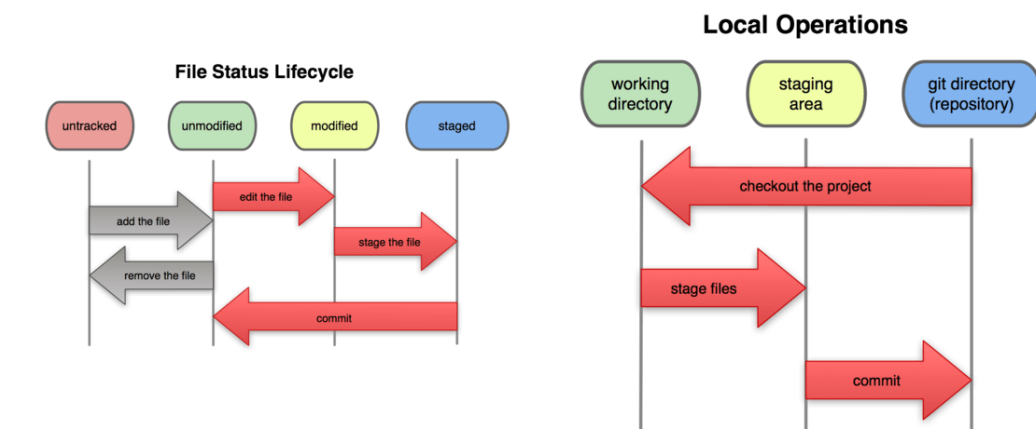 File Status Lifecycle
untracked
unmodified
modified
staged
edit the file
add the file
stage the file
remove the file
commit
Local Operations
working
directory
staging
area
git directory
(repository)
checkout the project
stage files
commit